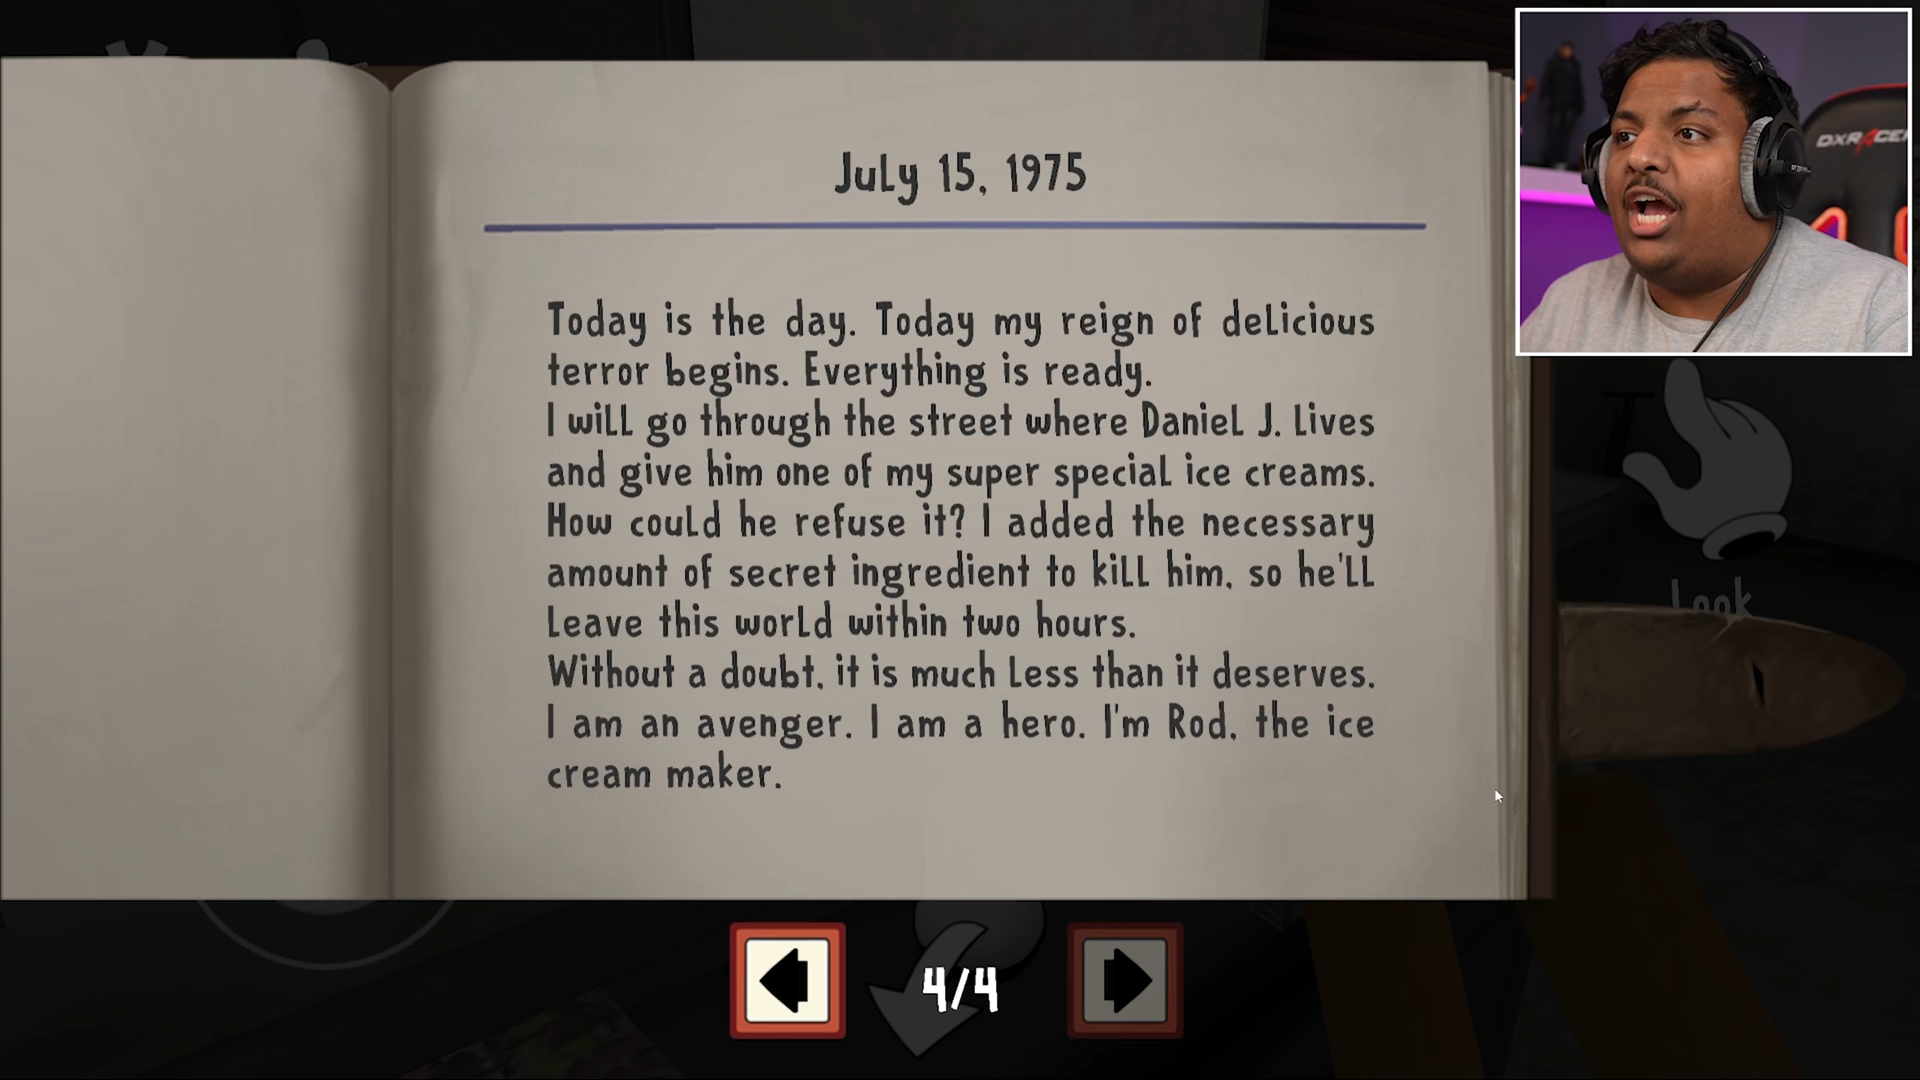 July 15, 1975
Today is the day. Today my reign of delicious
terror begins. Everything is ready.
I will go through the street where Daniel J. lives
and give him one of my super special ice creams.
How could he refuse it? I added the necessary
amount of secret ingredient to kill him, so he'll
leave this world within two hours.
Without a doubt, it is much less than it deserves.
I am an avenger. I am a hero. I'm Rod, the ice
cream maker.
4/4
Look
DXRACER